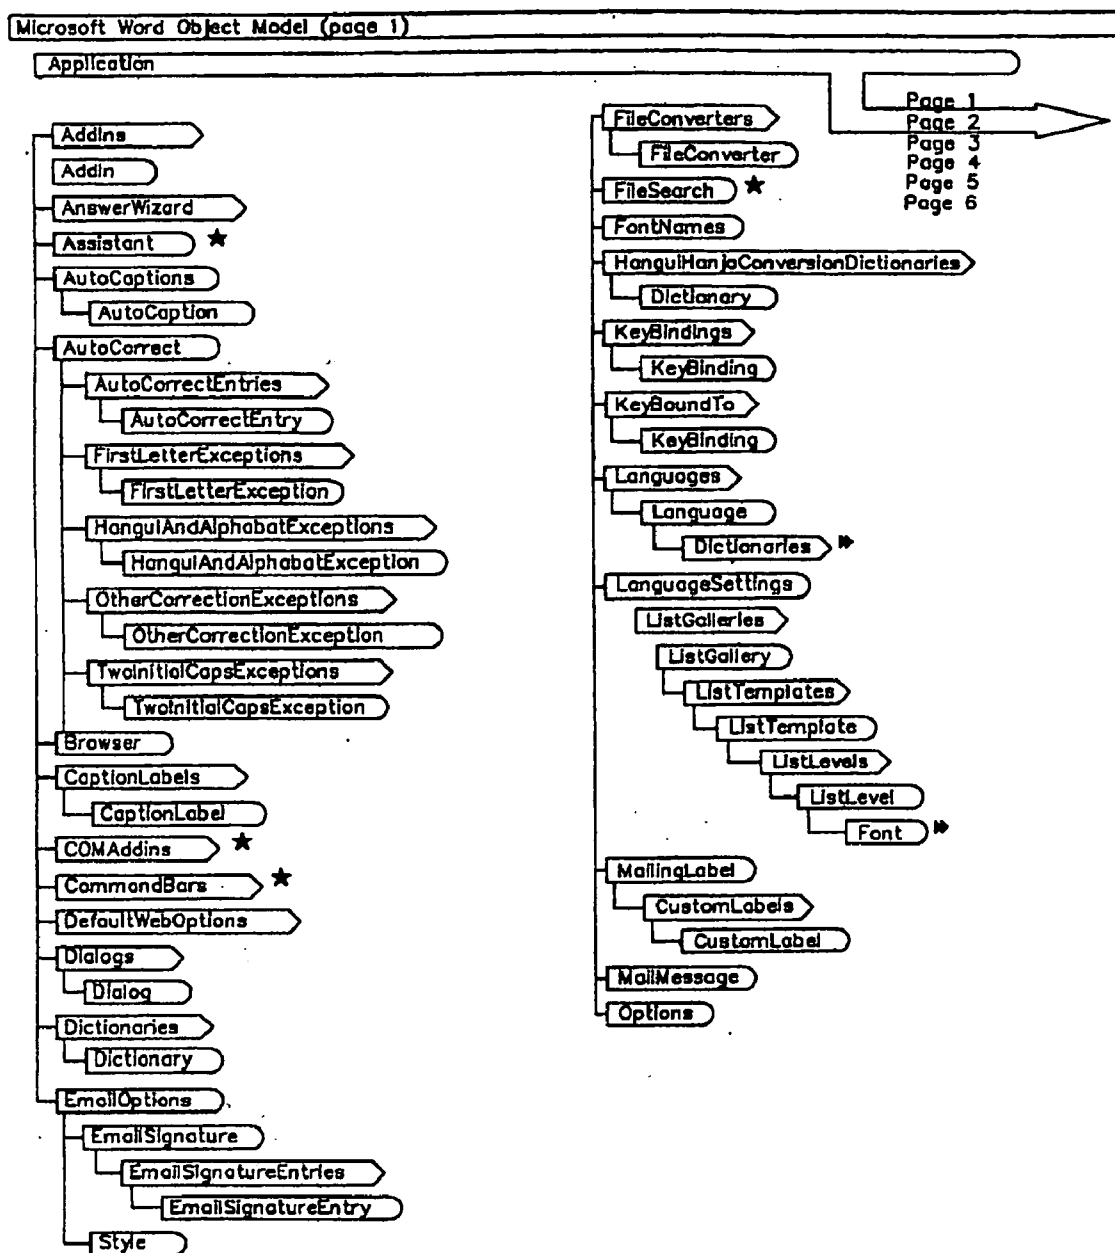 Microsoft Word Object Model (page 1)
Application
Page 1
Page 2
Page 3
Page 4
Page 5
Page 6
AddIns
AddIn
AnswerWizard
Assistant
AutoCaptions
AutoCaption
AutoCorrect
AutoCorrectEntries
AutoCorrectEntry
FirstLetterExceptions
FirstLetterException
HangulAndAlphabatExceptions
HangulAndAlphabatException
OtherCorrectionExceptions
OtherCorrectionException
TwoInitialCapsExceptions
TwoInitialCapsException
Browser
CaptionLabels
CaptionLabel
COMAddins
CommandBars
DefaultWebOptions
Dialogs
Dialog
Dictionaries
Dictionary
EmailOptions
EmailSignature
EmailSignatureEntries
EmailSignatureEntry
Style
FileConverters
FileConverter
FileSearch
FontNames
HangulHanjaConversionDictionaries
Dictionary
KeyBindings
KeyBinding
KeyBoundTo
KeyBinding
Languages
Language
Dictionaries
LanguageSettings
ListGalleries
ListGallery
ListTemplates
ListTemplate
ListLevels
ListLevel
Font
MailingLabel
CustomLabels
CustomLabel
MailMessage
Options